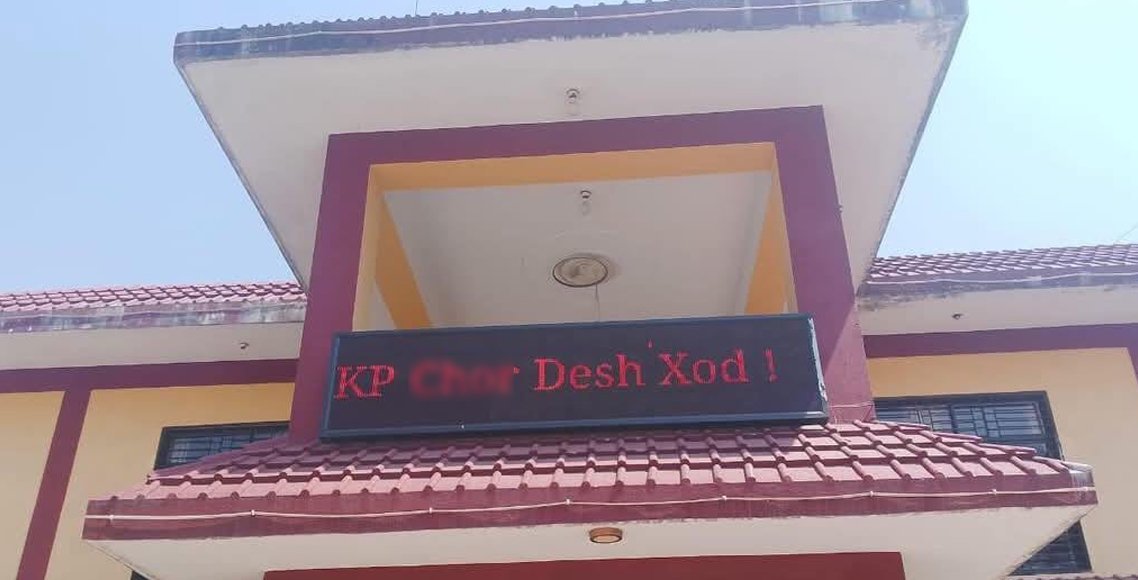 KP Chor Desh Xod !